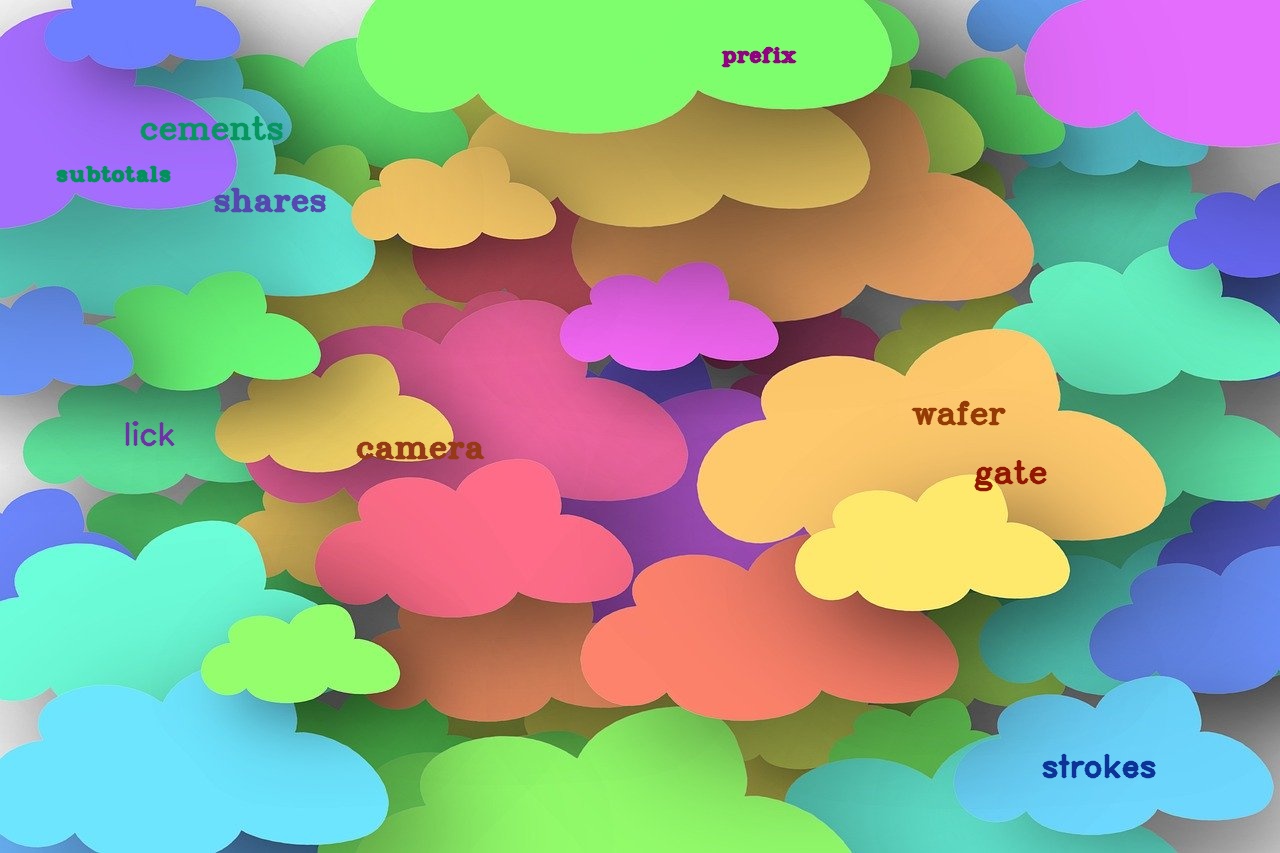 prefix
cements
subtotals
shares
wafer
lick
camera
gate
strokes